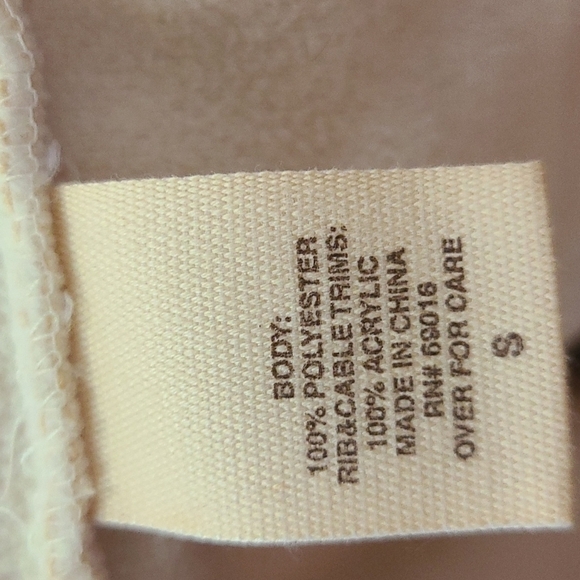 BODY:
100% POLYESTER
RIB&CABLE TRIMS:
100% ACRYLIC
MADE IN CHINA
RN# 69016
OVER FOR CARE
S